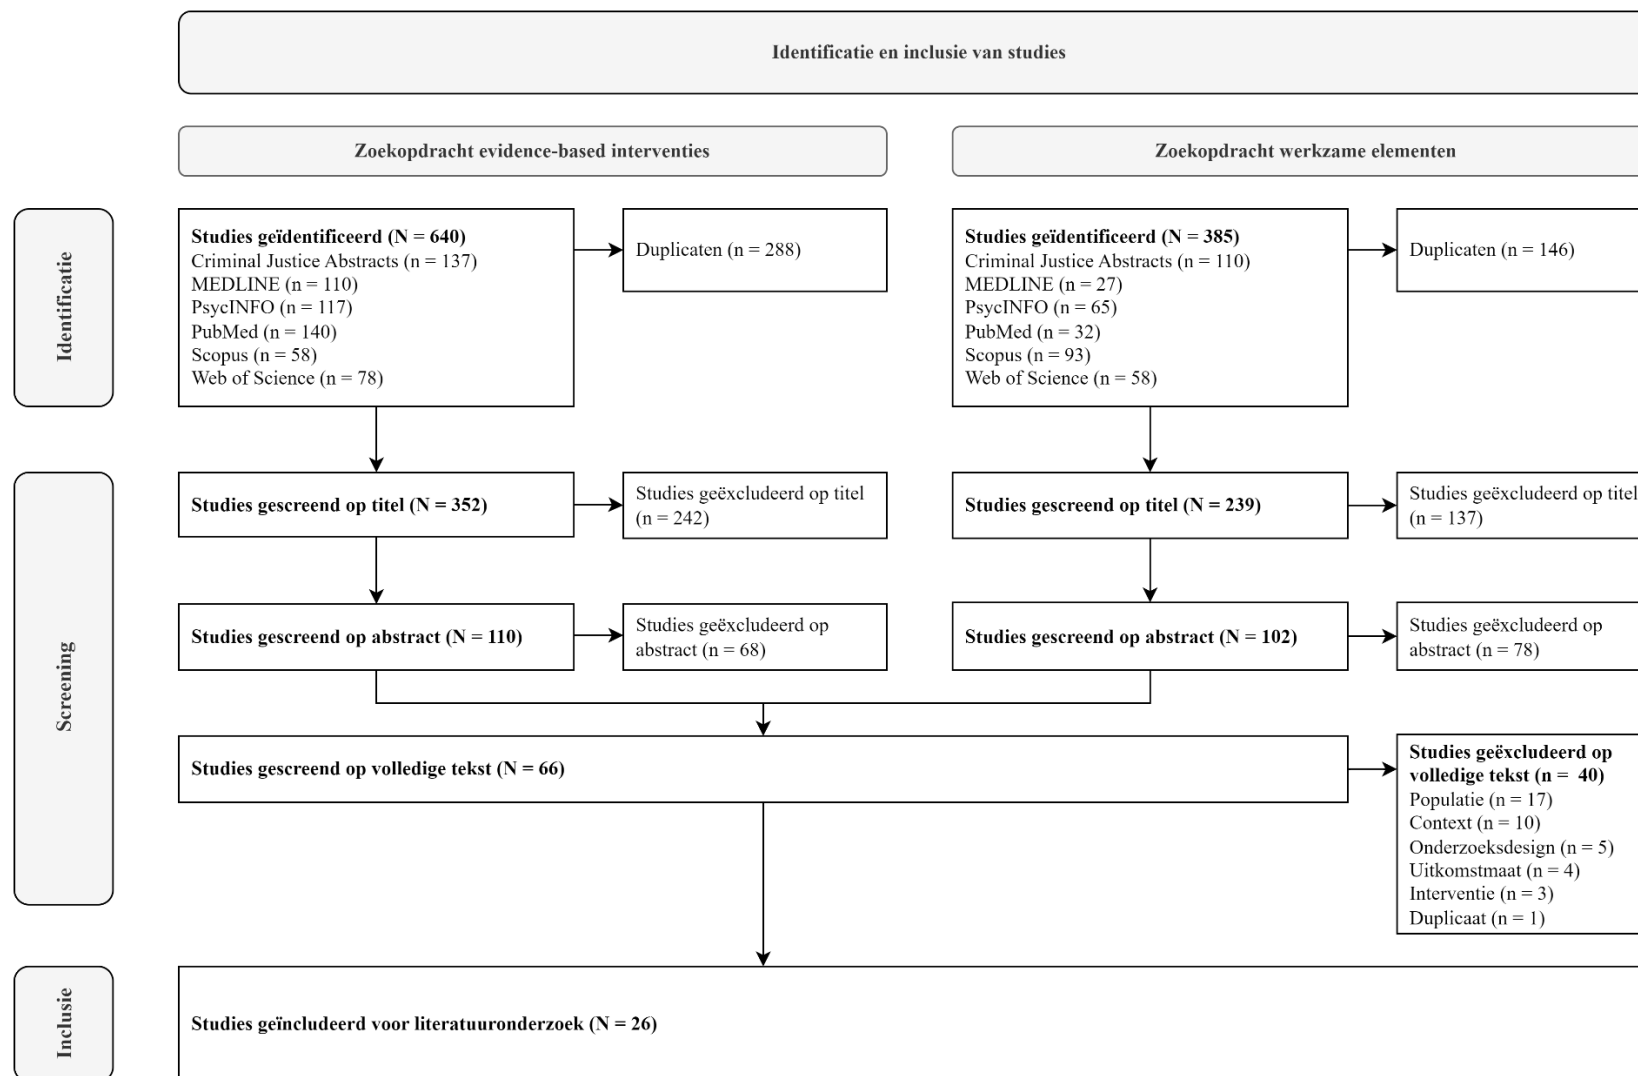 Identificatie en inclusie van studies
Zoekopdracht evidence-based interventies
Zoekopdracht werkzame elementen
Identificatie
Studies geïdentificeerd (N = 640)
Criminal Justice Abstracts (n = 137)
MEDLINE (n = 110)
PsycINFO (n = 117)
PubMed (n = 140)
Scopus (n = 58)
Web of Science (n = 78)
Duplicaten (n = 288)
Studies geïdentificeerd (N = 385)
Criminal Justice Abstracts (n = 110)
MEDLINE (n = 27)
PsycINFO (n = 65)
PubMed (n = 32)
Scopus (n = 93)
Web of Science (n = 58)
Duplicaten (n = 146)
Screening
Studies gescreend op titel (N = 352)
Studies geëxcludeerd op titel
(n = 242)
Studies gescreend op titel (N = 239)
Studies geëxcludeerd op titel
(n = 137)
Studies gescreend op abstract (N = 110)
Studies geëxcludeerd op
abstract (n = 68)
Studies gescreend op abstract (N = 102)
Studies geëxcludeerd op
abstract (n = 78)
Studies gescreend op volledige tekst (N = 66)
Studies geëxcludeerd op
volledige tekst (n =  40)
Populatie (n = 17)
Context (n = 10)
Onderzoeksdesign (n = 5)
Uitkomstmaat (n = 4)
Interventie (n = 3)
Duplicaat (n = 1)
Inclusie
Studies geïncludeerd voor literatuuronderzoek (N = 26)